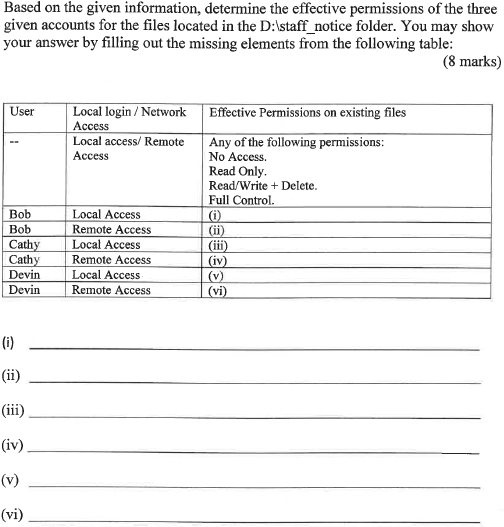 Based on the given information, determine the effective permissions of the three
given accounts for the files located in the D:\staff_notice folder. You may show
your answer by filling out the missing elements from the following table:
(8 marks)
User Local login / Network Effective Permissions on existing files
Access
-- Local access/ Remote Any of the following permissions:
Access No Access.
Read Only.
Read/Write + Delete.
Full Control.
Bob Local Access (i)
Bob Remote Access (ii)
Cathy Local Access (iii)
Cathy Remote Access (iv)
Devin Local Access (v)
Devin Remote Access (vi)
(i)
(ii)
(iii)
(iv)
(v)
(vi)